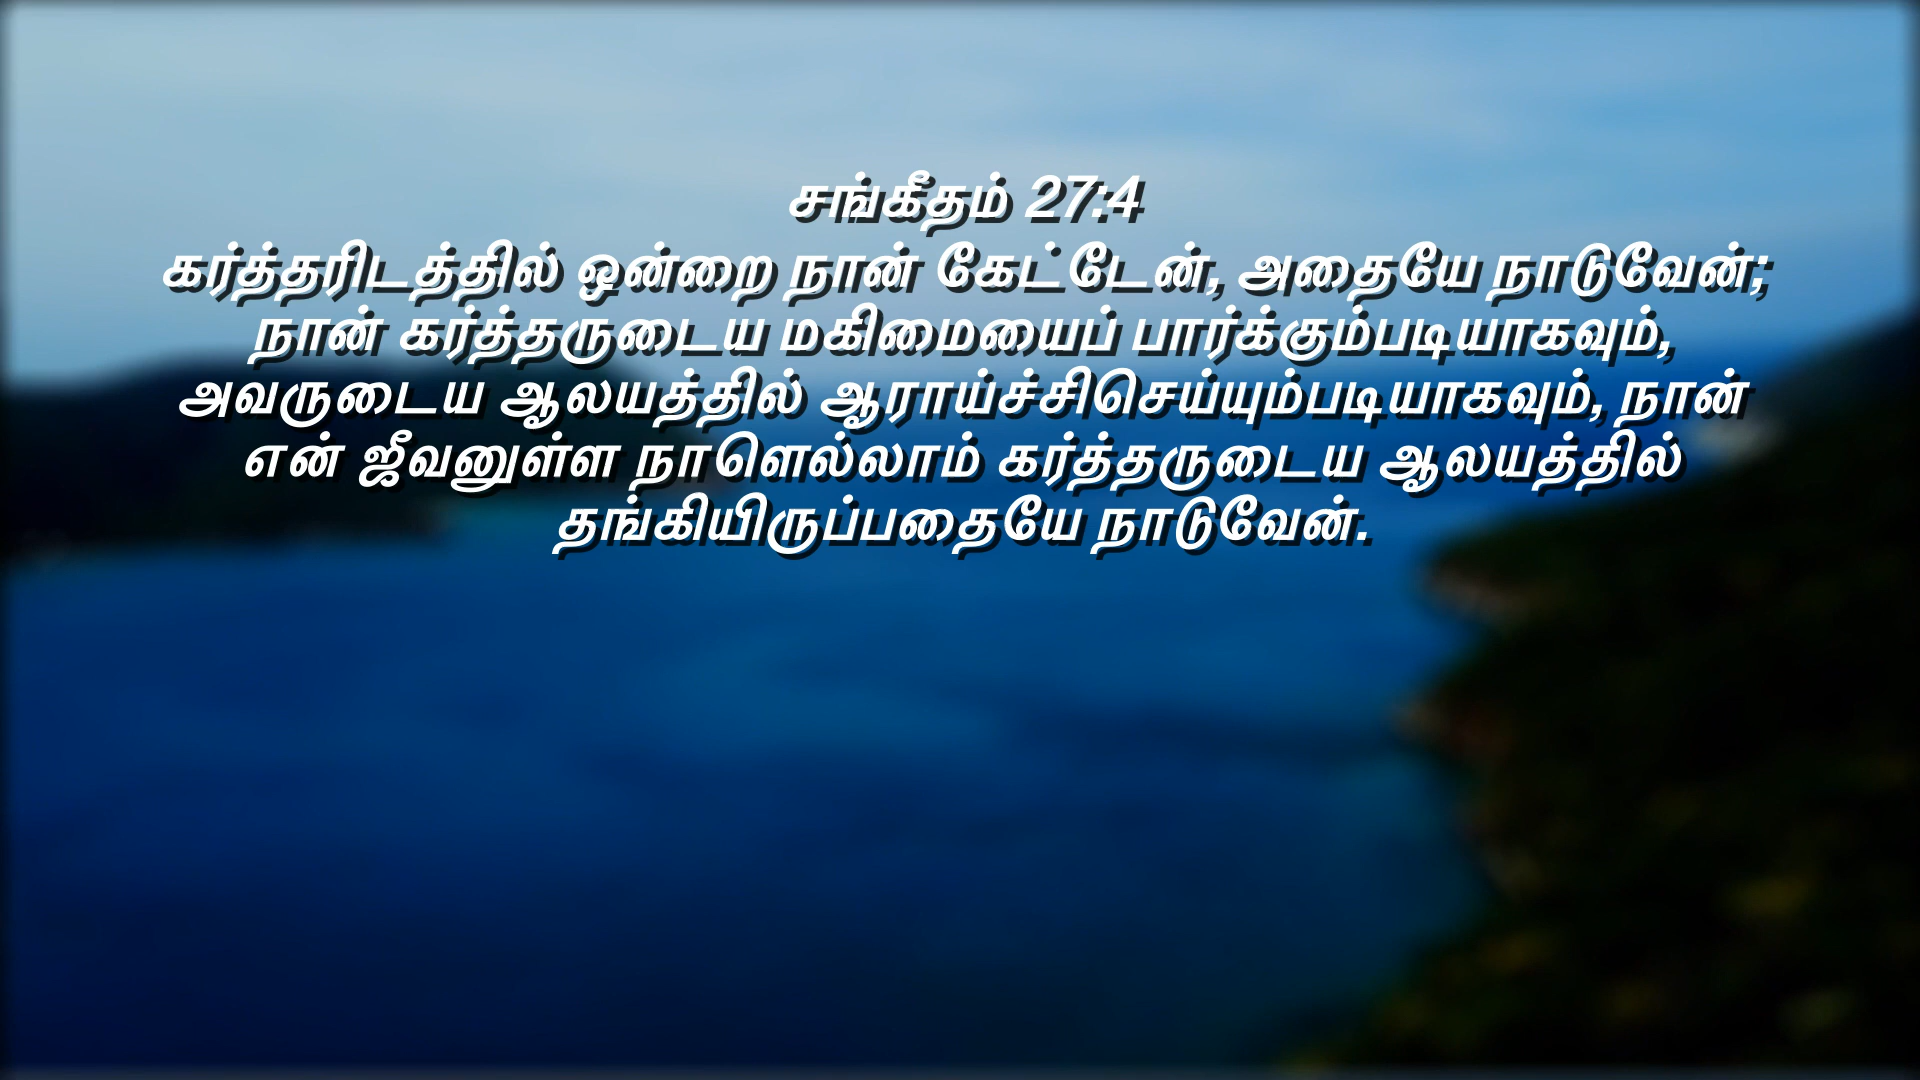 சங்கீதம் 27:4
கர்த்தரிடத்தில் ஒன்றை நான் கேட்டேன், அதையே நாடுவேன்;
நான் கர்த்தருடைய மகிமையைப் பார்க்கும்படியாகவும்,
அவருடைய ஆலயத்தில் ஆராய்ச்சிசெய்யும்படியாகவும், நான்
என் ஜீவனுள்ள நாளெல்லாம் கர்த்தருடைய ஆலயத்தில்
தங்கியிருப்பதையே நாடுவேன்.